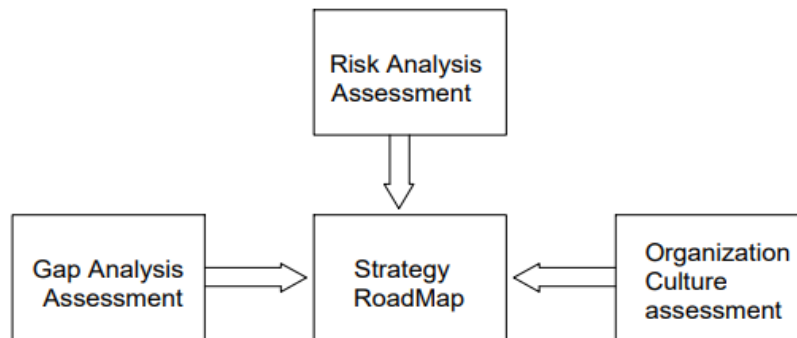 Risk Analysis
Assessment
Gap Analysis
Assessment
Strategy
RoadMap
Organization
Culture
assessment